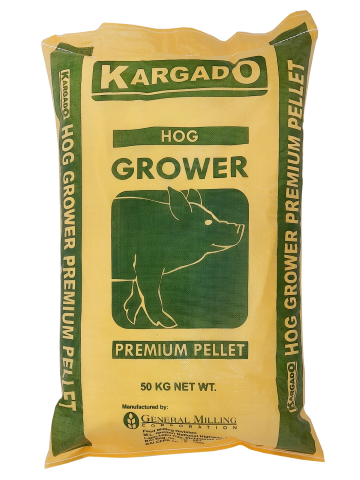 KARGADO
HOG
GROWER
PREMIUM PELLET
50 KG NET WT.
Manufactured by:
GENERAL MILLING
CORPORATION
KARGADO HOG GROWER PREMIUM PELLET
KARGADO HOG GROWER PREMIUM PELLET